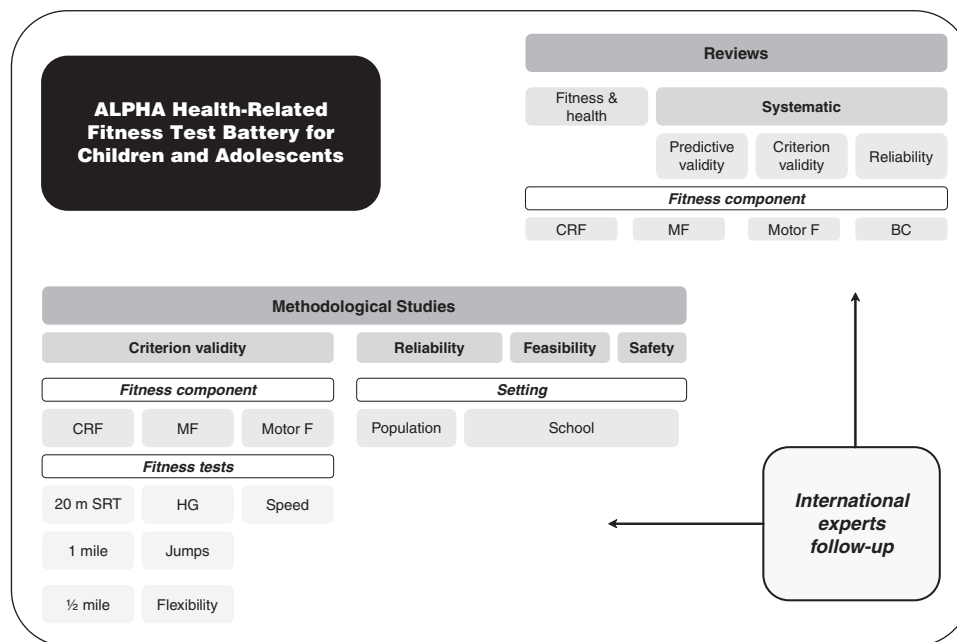 ALPHA Health-Related
Fitness Test Battery for
Children and Adolescents
Reviews
Fitness &
health
Systematic
Predictive
validity
Criterion
validity
Reliability
Fitness component
CRF
MF
Motor F
BC
Methodological Studies
Criterion validity
Reliability
Feasibility
Safety
Fitness component
Setting
CRF
MF
Motor F
Population
School
Fitness tests
20 m SRT
HG
Speed
1 mile
Jumps
½ mile
Flexibility
International
experts
follow-up